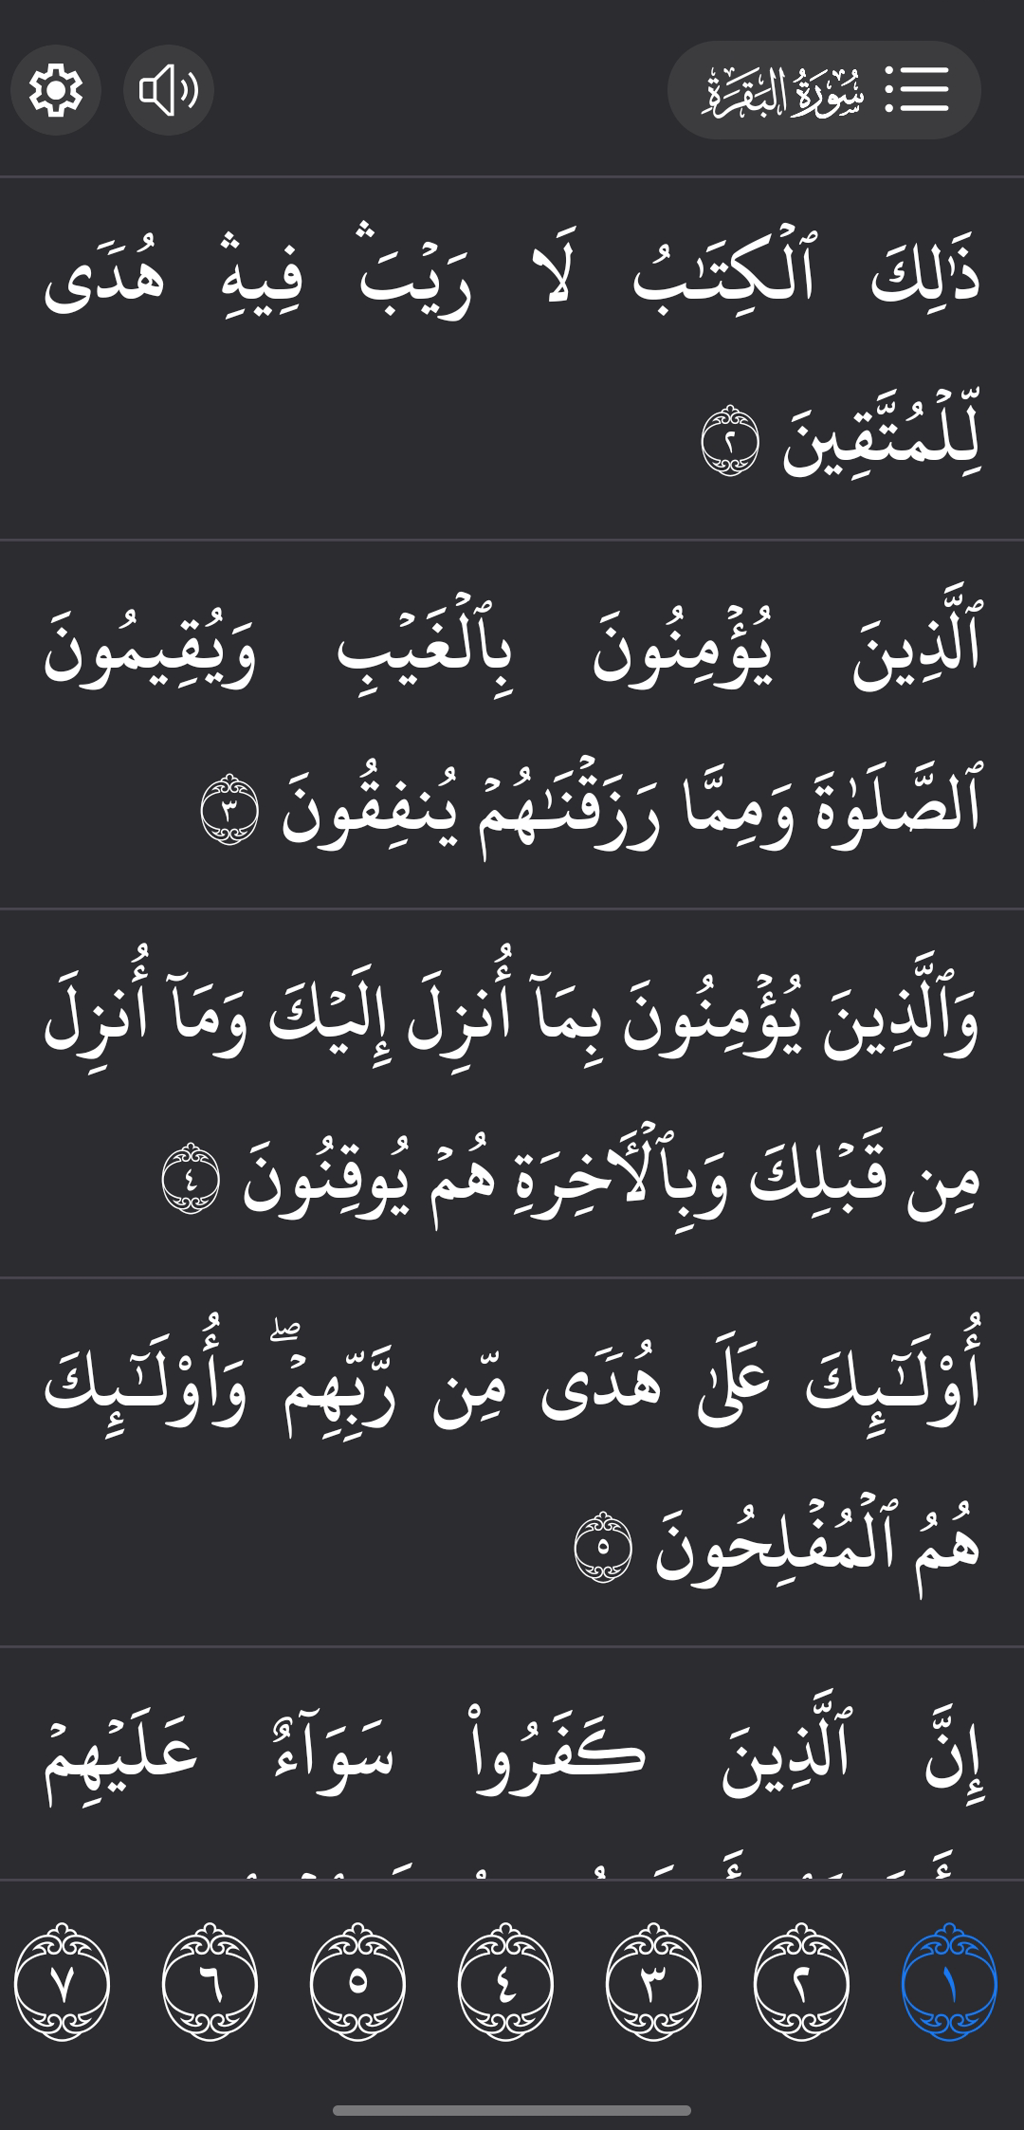 سُورَةُ البَقَرَةِ
ذَٰلِكَ ٱلۡكِتَٰبُ لَا رَيۡبَۛ فِيهِۛ هُدٗى
لِّلۡمُتَّقِينَ ٢
ٱلَّذِينَ يُؤۡمِنُونَ بِٱلۡغَيۡبِ وَيُقِيمُونَ
ٱلصَّلَوٰةَ وَمِمَّا رَزَقۡنَٰهُمۡ يُنفِقُونَ ٣
وَٱلَّذِينَ يُؤۡمِنُونَ بِمَآ أُنزِلَ إِلَيۡكَ وَمَآ أُنزِلَ
مِن قَبۡلِكَ وَبِٱلۡأٓخِرَةِ هُمۡ يُوقِنُونَ ٤
أُوْلَٰٓئِكَ عَلَىٰ هُدٗى مِّن رَّبِّهِمۡۖ وَأُوْلَٰٓئِكَ
هُمُ ٱلۡمُفۡلِحُونَ ٥
إِنَّ ٱلَّذِينَ كَفَرُواْ سَوَآءٌ عَلَيۡهِمۡ
١ ٢ ٣ ٤ ٥ ٦ ٧